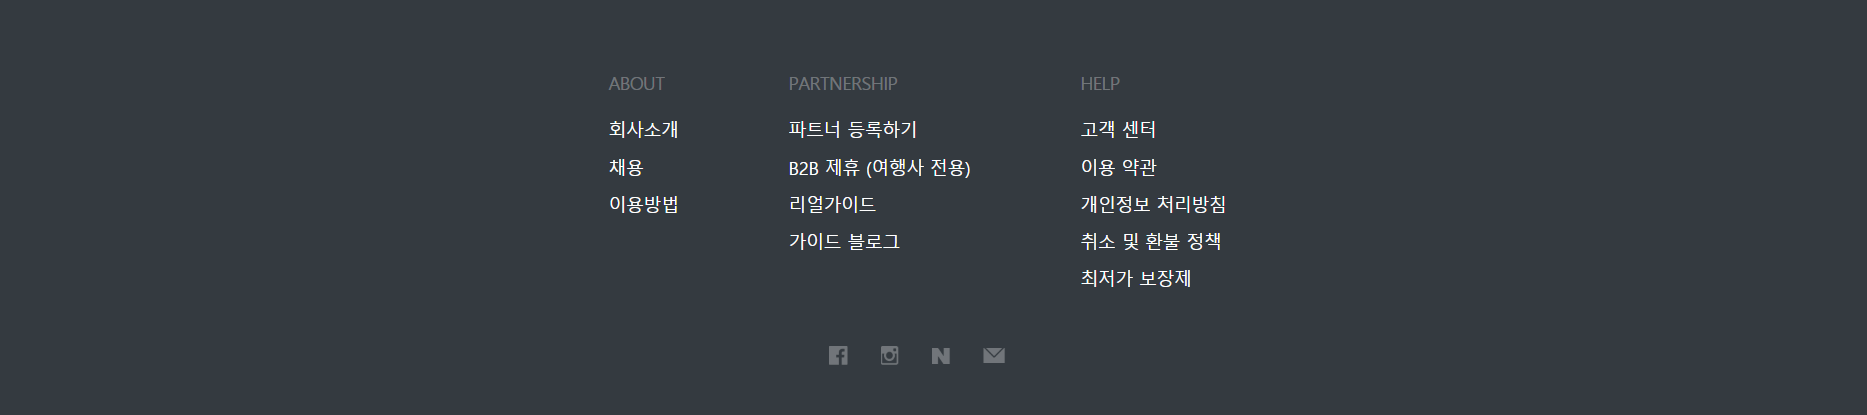 ABOUT
회사소개
채용
이용방법
PARTNERSHIP
파트너 등록하기
B2B 제휴 (여행사 전용)
리얼가이드
가이드 블로그
HELP
고객 센터
이용 약관
개인정보 처리방침
취소 및 환불 정책
최저가 보장제